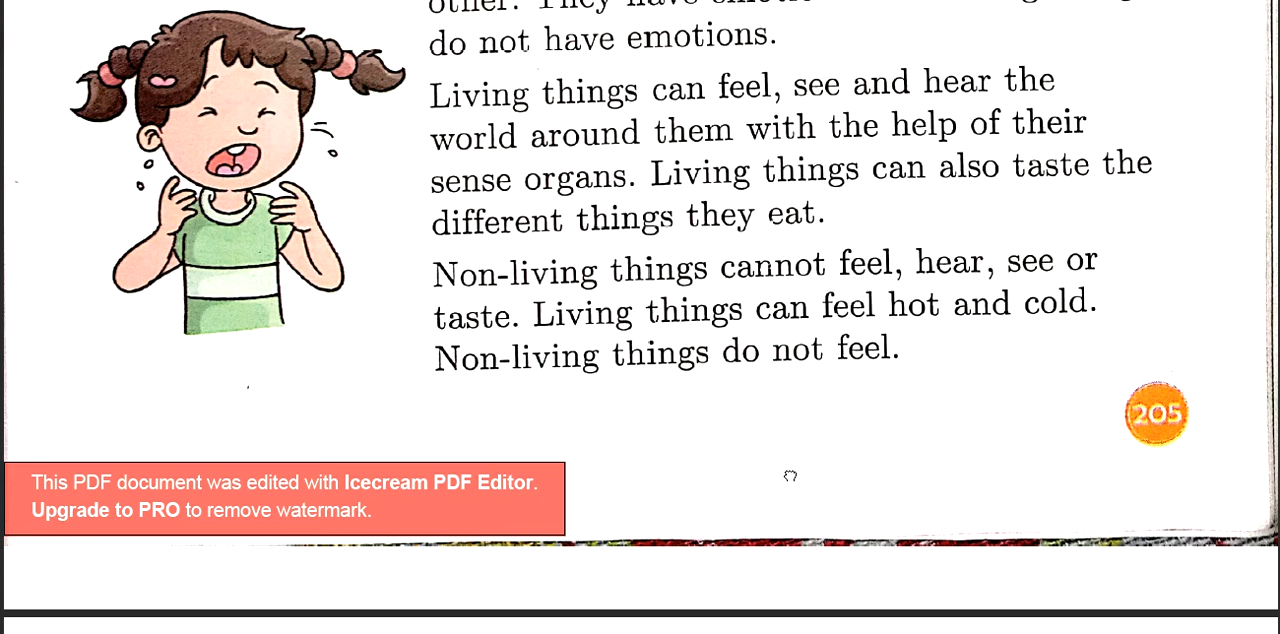 do not have emotions.
Living things can feel, see and hear the
world around them with the help of their
sense organs. Living things can also taste the
different things they eat.
Non-living things cannot feel, hear, see or
taste. Living things can feel hot and cold.
Non-living things do not feel.
205
This PDF document was edited with Icecream PDF Editor.
Upgrade to PRO to remove watermark.